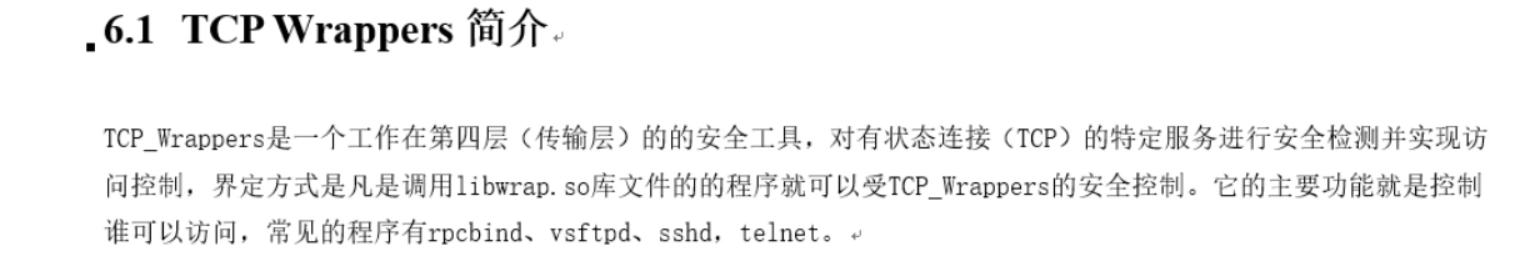 6.1 TCP Wrappers 简介
TCP_Wrappers是一个工作在第四层（传输层）的的安全工具，对有状态连接（TCP）的特定服务进行安全检测并实现访
问控制，界定方式是凡是调用libwrap.so库文件的的程序就可以受TCP_Wrappers的安全控制。它的主要功能就是控制
谁可以访问，常见的程序有rpcbind、vsftpd、sshd，telnet。